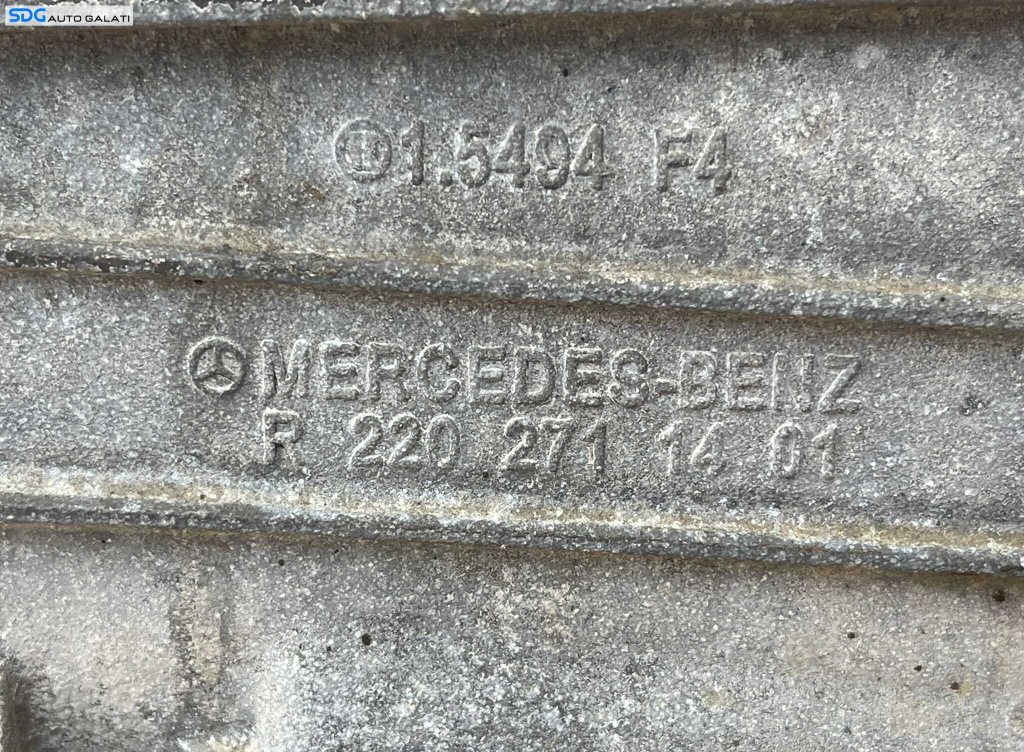 SDG AUTO GALATI
1.5494 F4
MERCEDES-BENZ
R 220 271 14 01